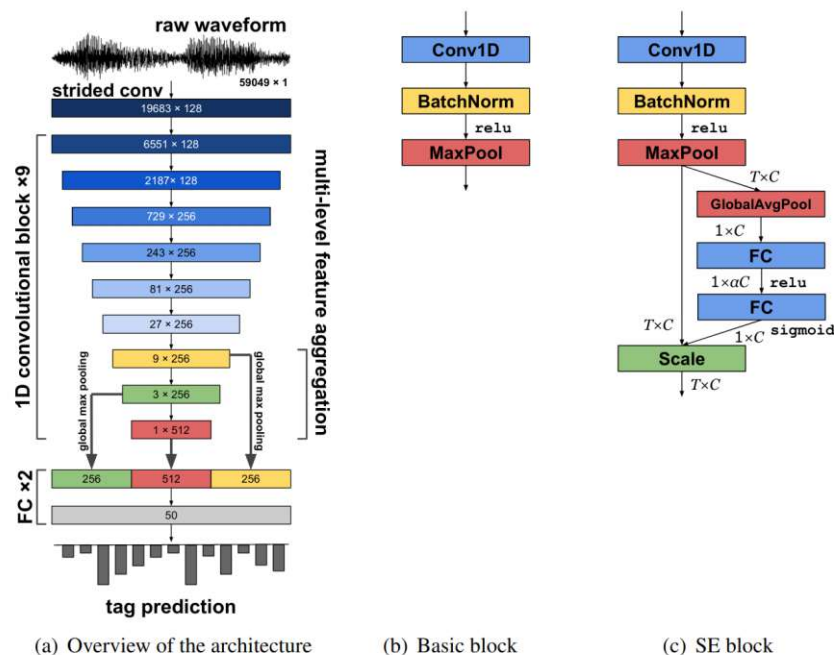 raw waveform
59049 × 1
strided conv
19683 × 128
6551 × 128
2187× 128
729 × 256
243 × 256
81 × 256
27 × 256
9 × 256
3 × 256
1 × 512
1D convolutional block ×9
multi-level feature aggregation
global max pooling
global max pooling
FC ×2
256
512
256
50
tag prediction
(a) Overview of the architecture
Conv1D
BatchNorm
relu
MaxPool
(b) Basic block
Conv1D
BatchNorm
relu
MaxPool
T×C
GlobalAvgPool
1×C
FC
1×αC
relu
FC
T×C
1×C
sigmoid
Scale
T×C
(c) SE block